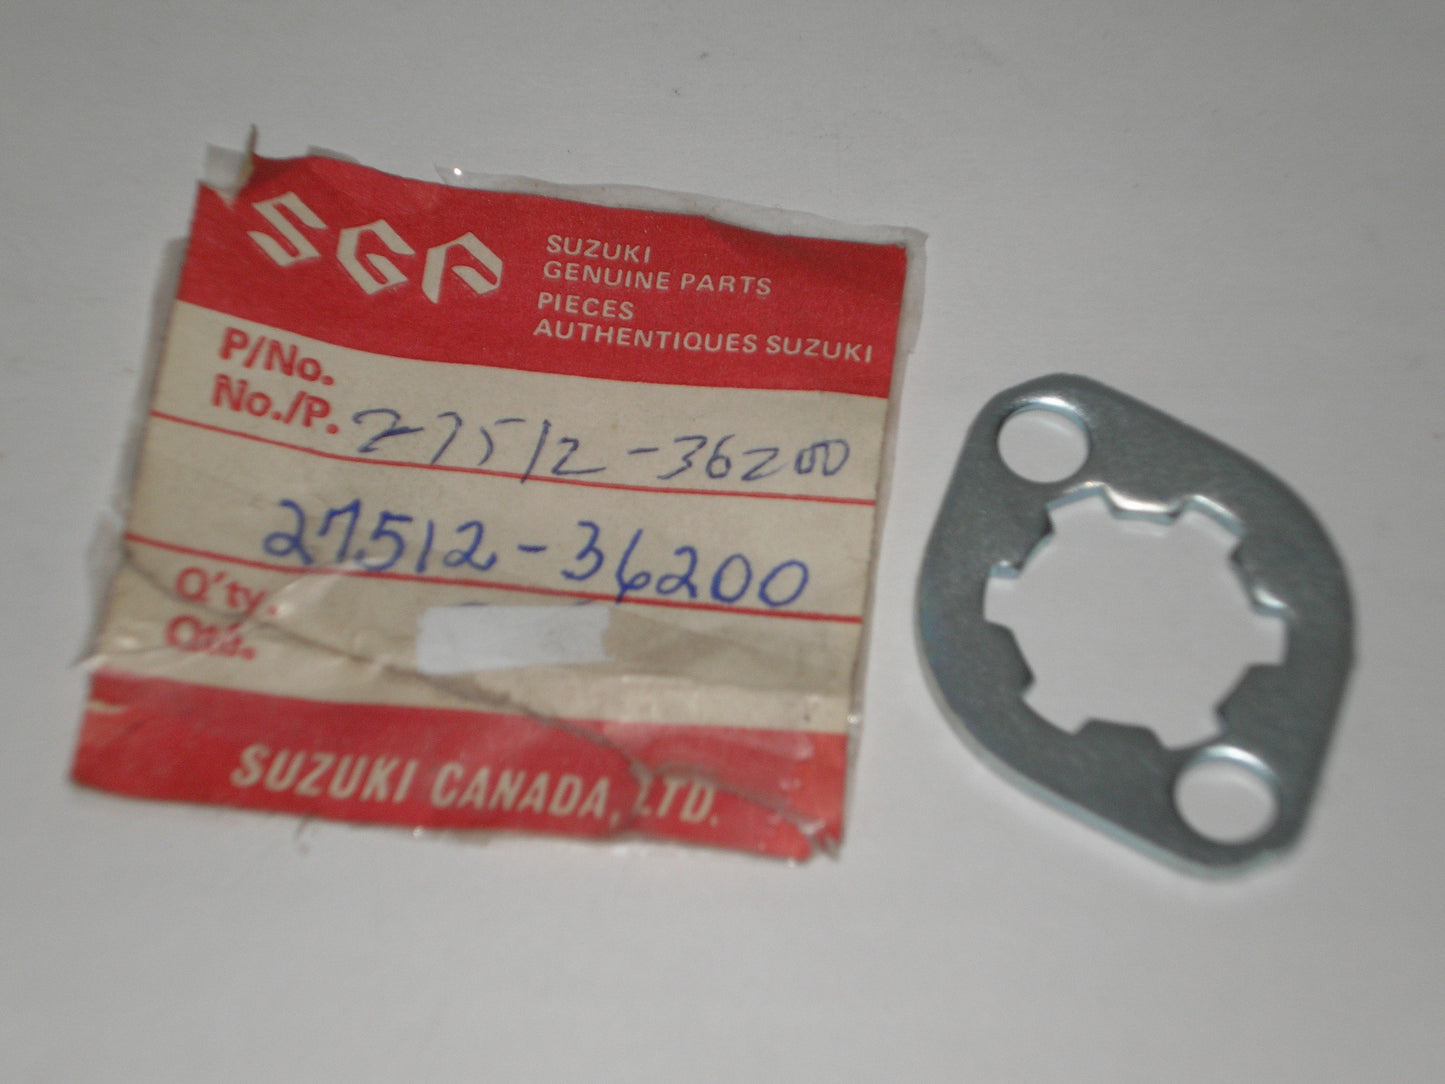 SGP
SUZUKI
GENUINE PARTS
PIECES
AUTHENTIQUES SUZUKI
P/No.
No./P. 27512-36200
27512-36200
Q'ty.
Qté.
SUZUKI CANADA, LTD.